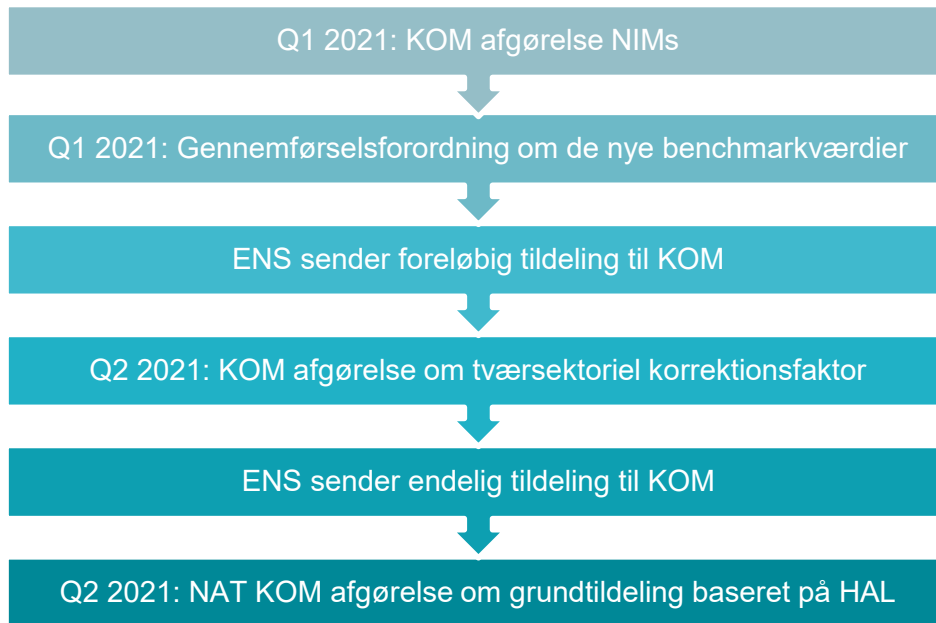 Q1 2021: KOM afgørelse NIMs
Q1 2021: Gennemførselsforordning om de nye benchmarkværdier
ENS sender foreløbig tildeling til KOM
Q2 2021: KOM afgørelse om tværsektoriel korrektionsfaktor
ENS sender endelig tildeling til KOM
Q2 2021: NAT KOM afgørelse om grundtildeling baseret på HAL